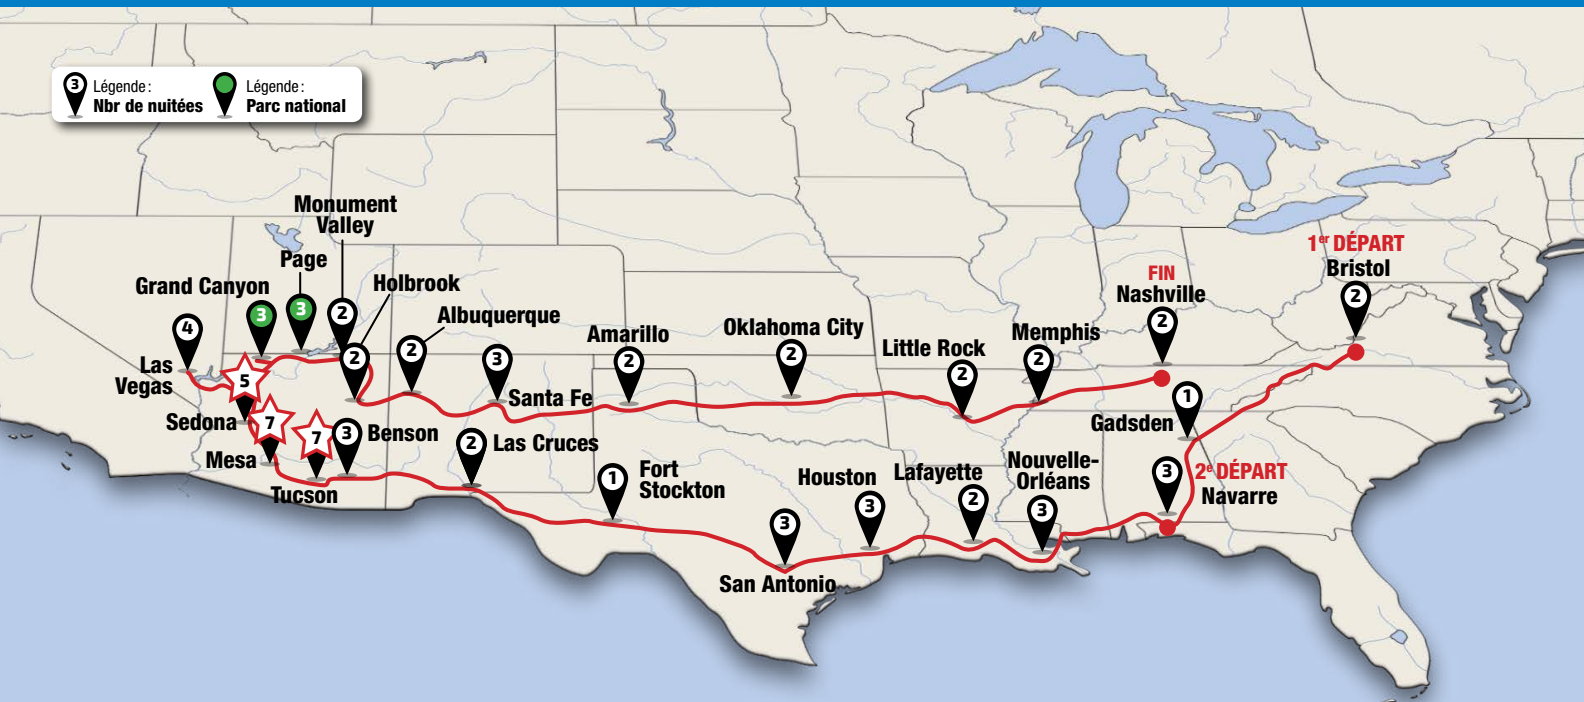 3
Légende :
Nbr de nuitées
Légende :
Parc national
Monument
Valley
2
Page
3
Grand Canyon
3
Holbrook
2
Albuquerque
2
4
Las
Vegas
3
Santa Fe
Amarillo
2
Oklahoma City
2
Little Rock
2
Memphis
2
FIN
Nashville
2
1er DÉPART
Bristol
2
5
Sedona
7
Mesa
7
Tucson
3
Benson
2
Las Cruces
1
Fort
Stockton
3
San Antonio
Houston
3
Lafayette
2
Nouvelle-
Orléans
3
1
Gadsden
3
2e DÉPART
Navarre